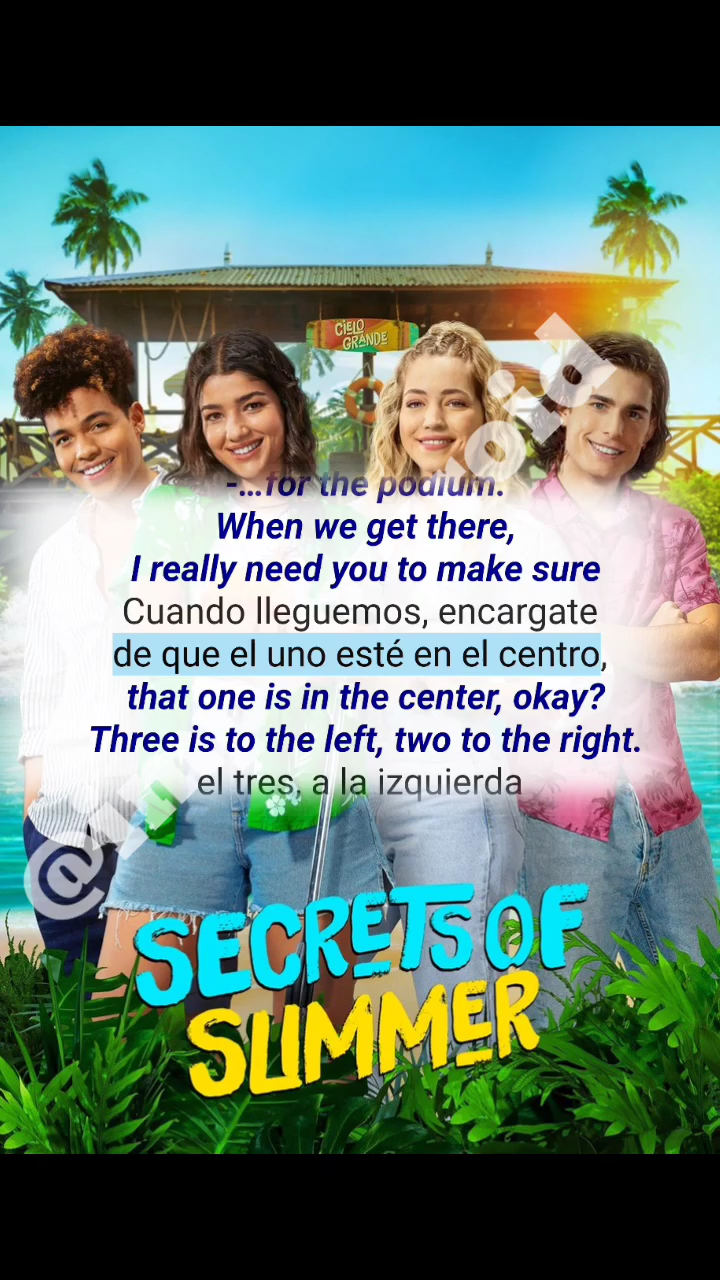 CIELO
GRANDE
-...for the podium.
When we get there,
I really need you to make sure
Cuando lleguemos, encargate
de que el uno esté en el centro,
that one is in the center, okay?
Three is to the left, two to the right.
el tres, a la izquierda
SECRETS OF
SUMMER